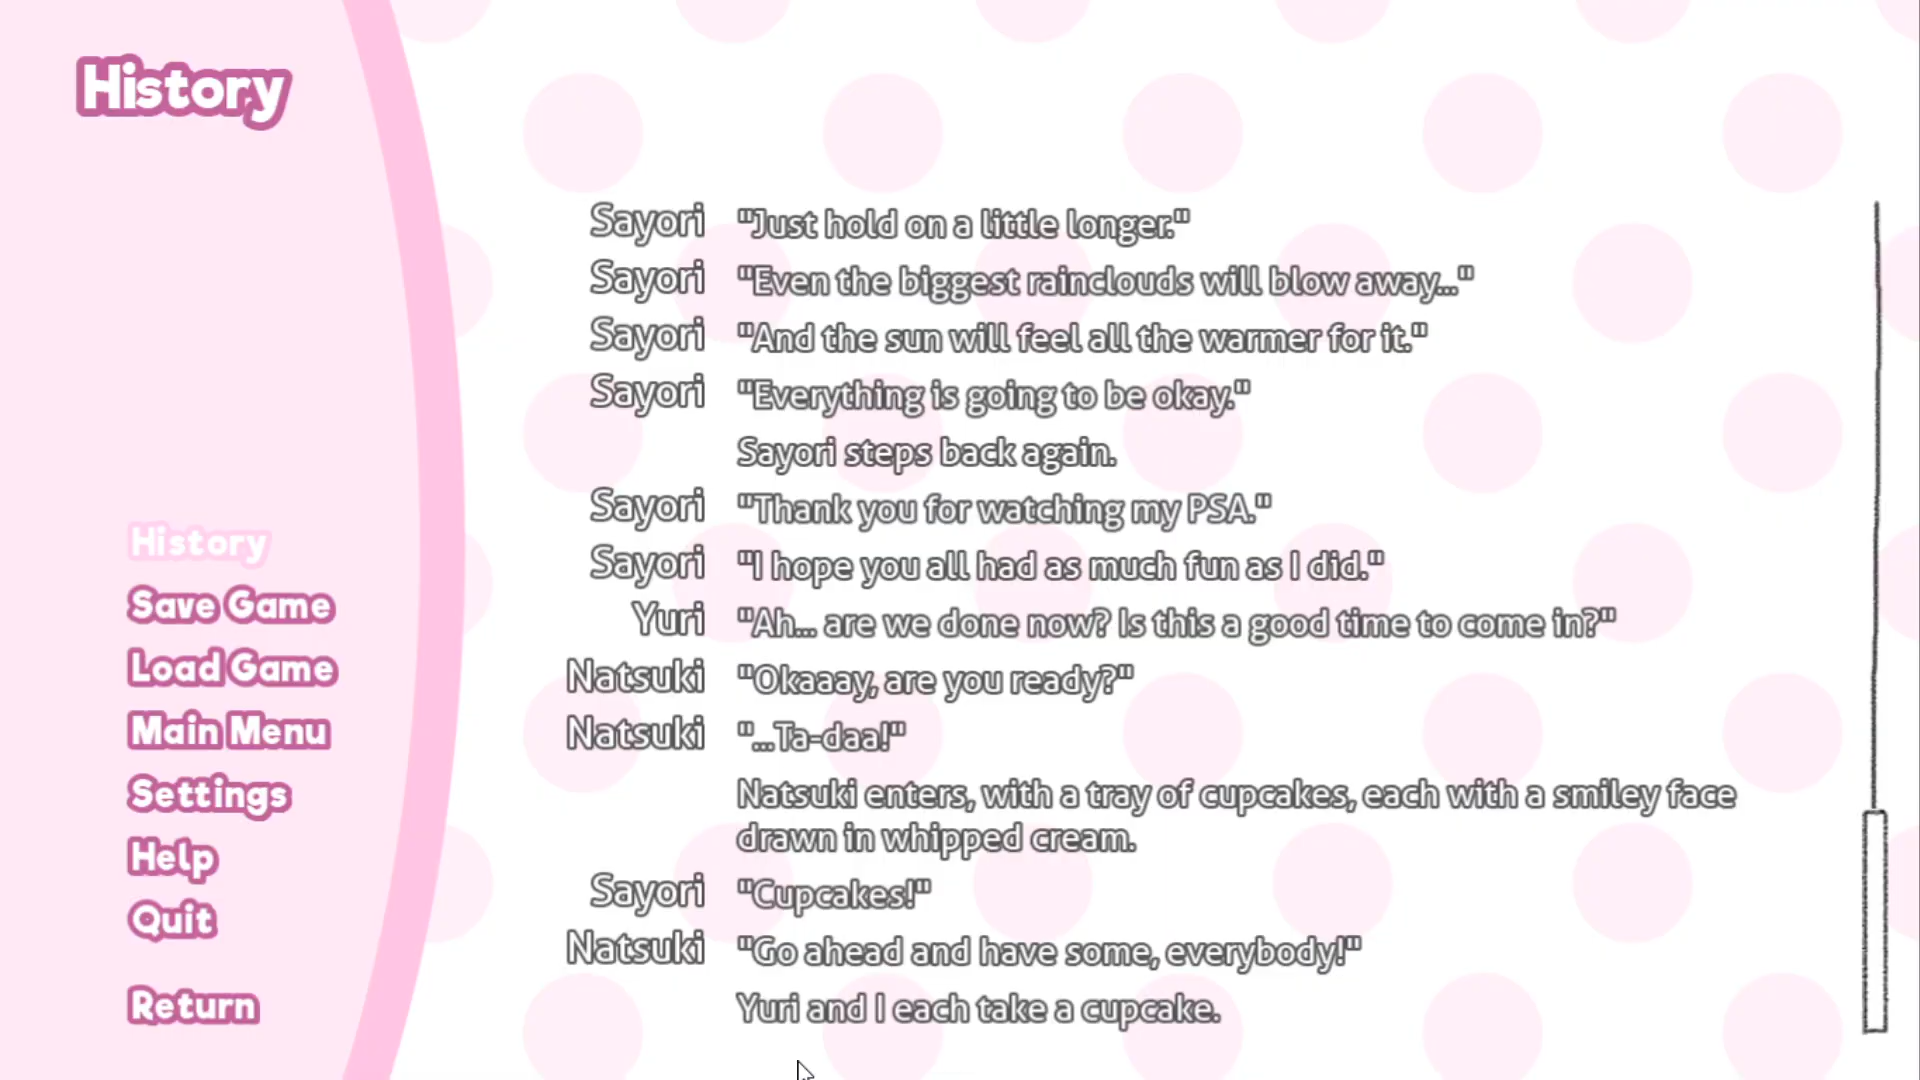 History
Sayori "Just hold on a little longer."
Sayori "Even the biggest rainclouds will blow away..."
Sayori "And the sun will feel all the warmer for it."
Sayori "Everything is going to be okay."
Sayori steps back again.
Sayori "Thank you for watching my PSA."
Sayori "I hope you all had as much fun as I did."
Yuri "Ah... are we done now? Is this a good time to come in?"
Natsuki "Okaaay, are you ready?"
Natsuki "...Ta-daa!"
Natsuki enters, with a tray of cupcakes, each with a smiley face
drawn in whipped cream.
Sayori "Cupcakes!"
Natsuki "Go ahead and have some, everybody!"
Yuri and I each take a cupcake.
History
Save Game
Load Game
Main Menu
Settings
Help
Quit
Return